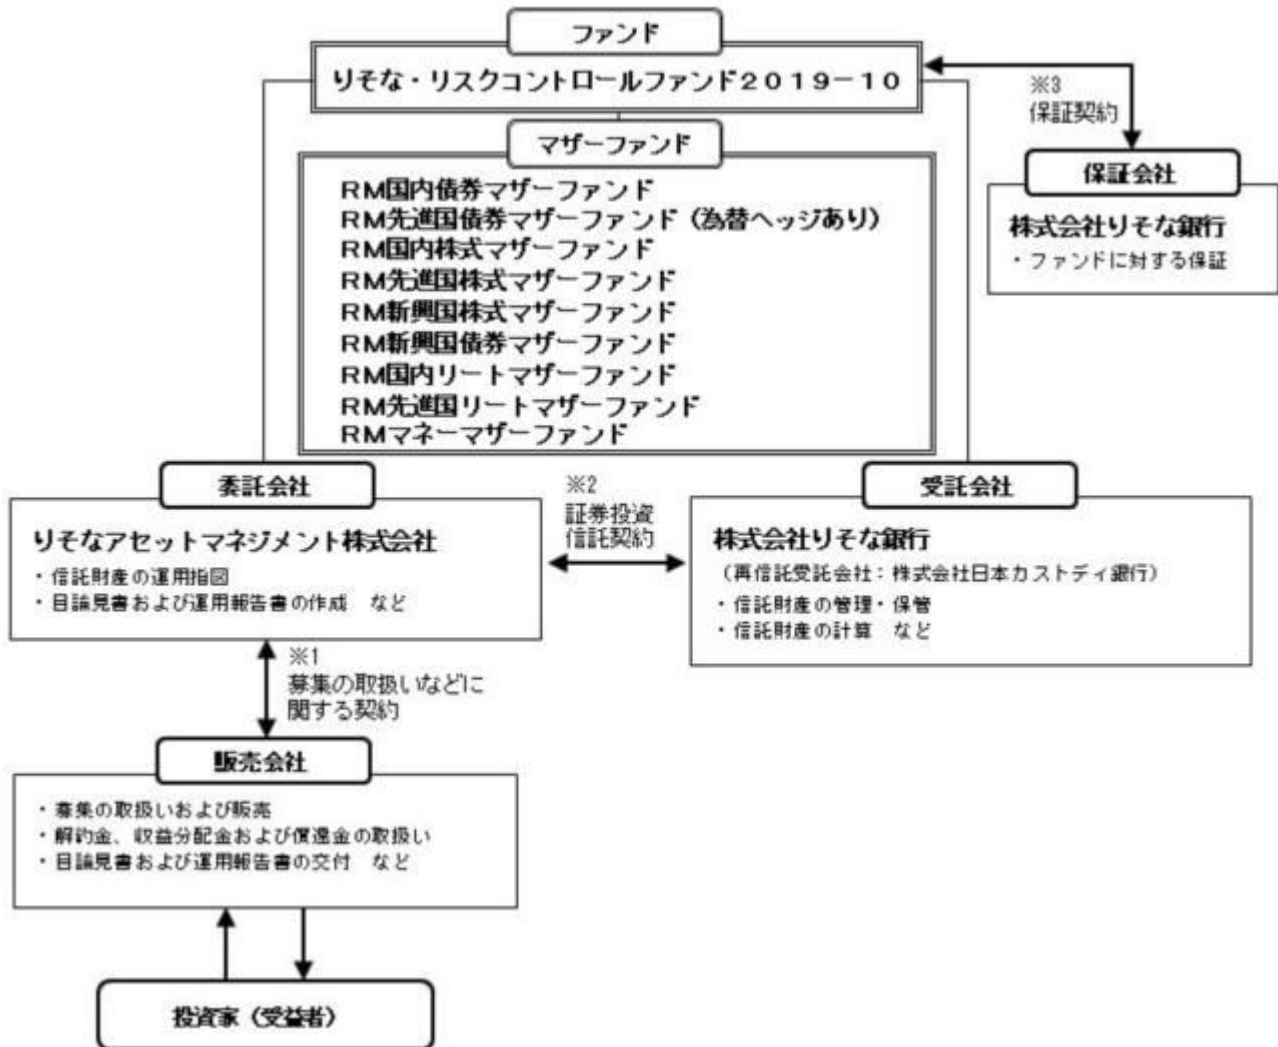 ファンド
りそな・リスクコントロールファンド２０１９－１０
※3
保証契約
マザーファンド
保証会社
ＲＭ国内債券マザーファンド
ＲＭ先進国債券マザーファンド（為替ヘッジあり）
ＲＭ国内株式マザーファンド
ＲＭ先進国株式マザーファンド
ＲＭ新興国株式マザーファンド
ＲＭ新興国債券マザーファンド
ＲＭ国内リートマザーファンド
ＲＭ先進国リートマザーファンド
ＲＭマネーマザーファンド
株式会社りそな銀行
・ファンドに対する保証
委託会社
りそなアセットマネジメント株式会社
・信託財産の運用指図
・目論見書および運用報告書の作成　など
※2
証券投資
信託契約
受託会社
株式会社りそな銀行
（再信託受託会社：株式会社日本カストディ銀行）
・信託財産の管理・保管
・信託財産の計算　など
※1
募集の取扱いなどに
関する契約
販売会社
・募集の取扱いおよび販売
・解約金、収益分配金および償還金の取扱い
・目論見書および運用報告書の交付　など
投資家（受益者）